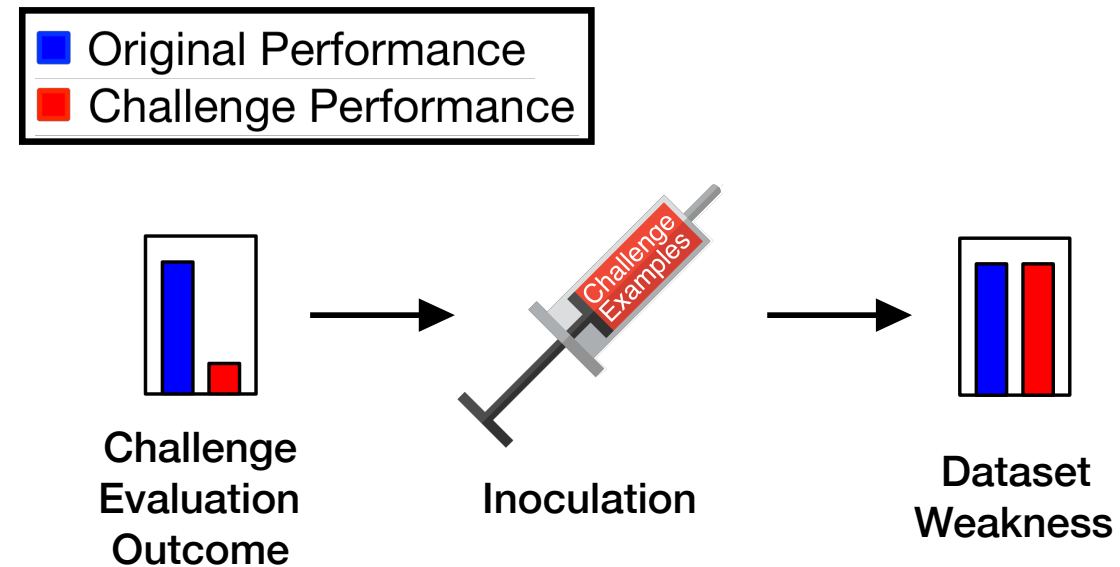 Original Performance
Challenge Performance
Challenge
Examples
Challenge
Evaluation
Outcome
Inoculation
Dataset
Weakness